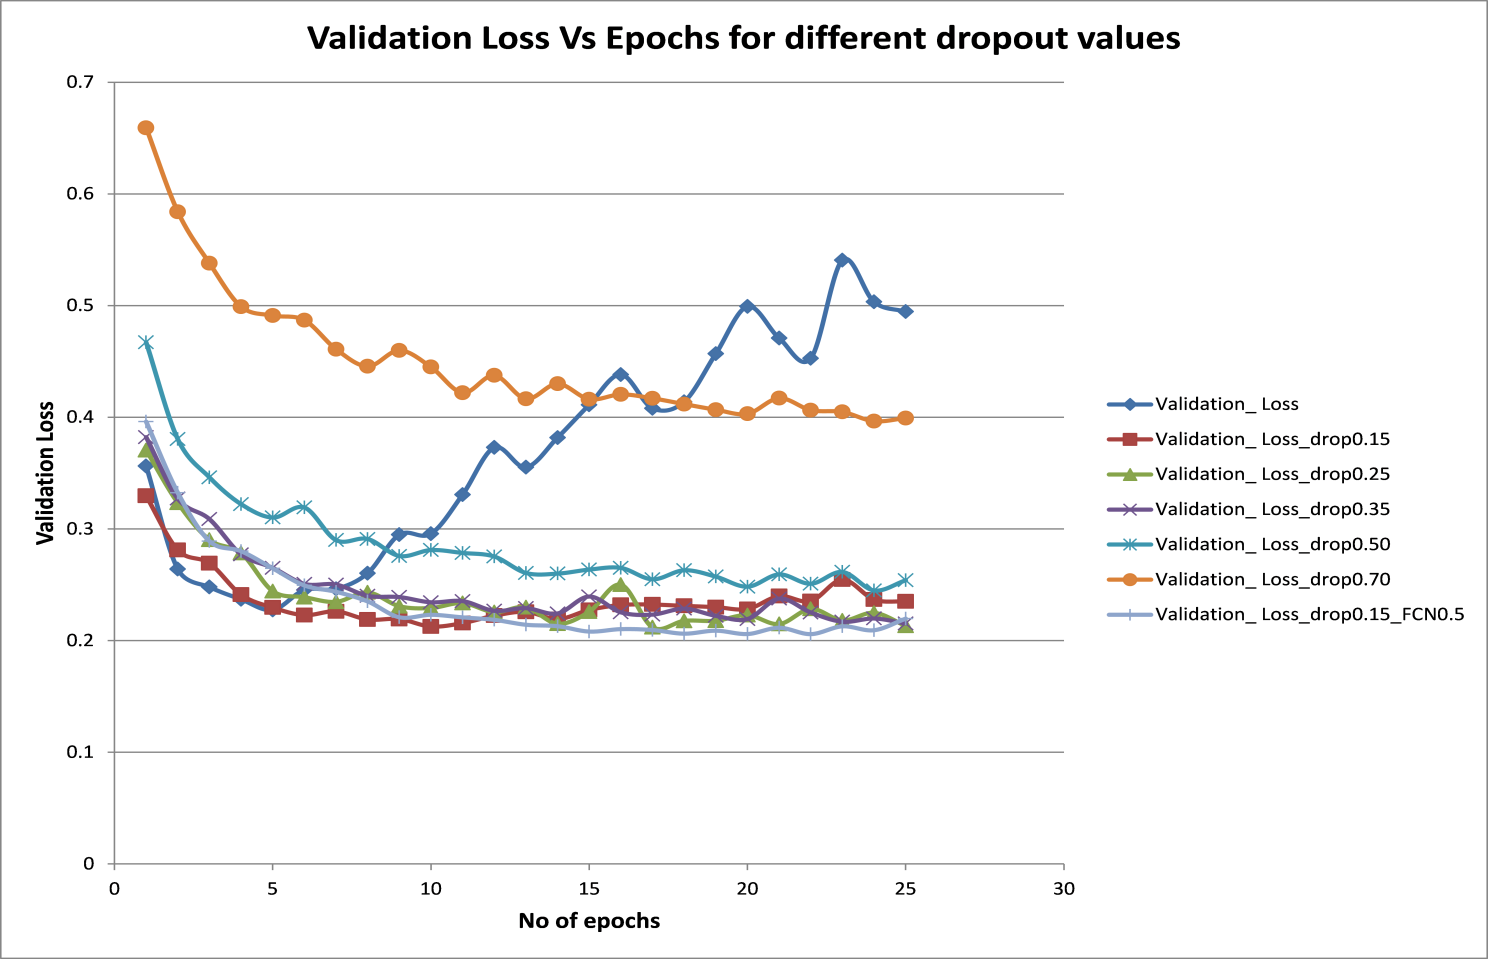 Validation Loss Vs Epochs for different dropout values
0.7
0.6
0.5
0.4
0.3
0.2
0.1
0
Validation Loss
0 5 10 15 20 25 30
No of epochs
Validation_ Loss
Validation_ Loss_drop0.15
Validation_ Loss_drop0.25
Validation_ Loss_drop0.35
Validation_ Loss_drop0.50
Validation_ Loss_drop0.70
Validation_ Loss_drop0.15_FCN0.5